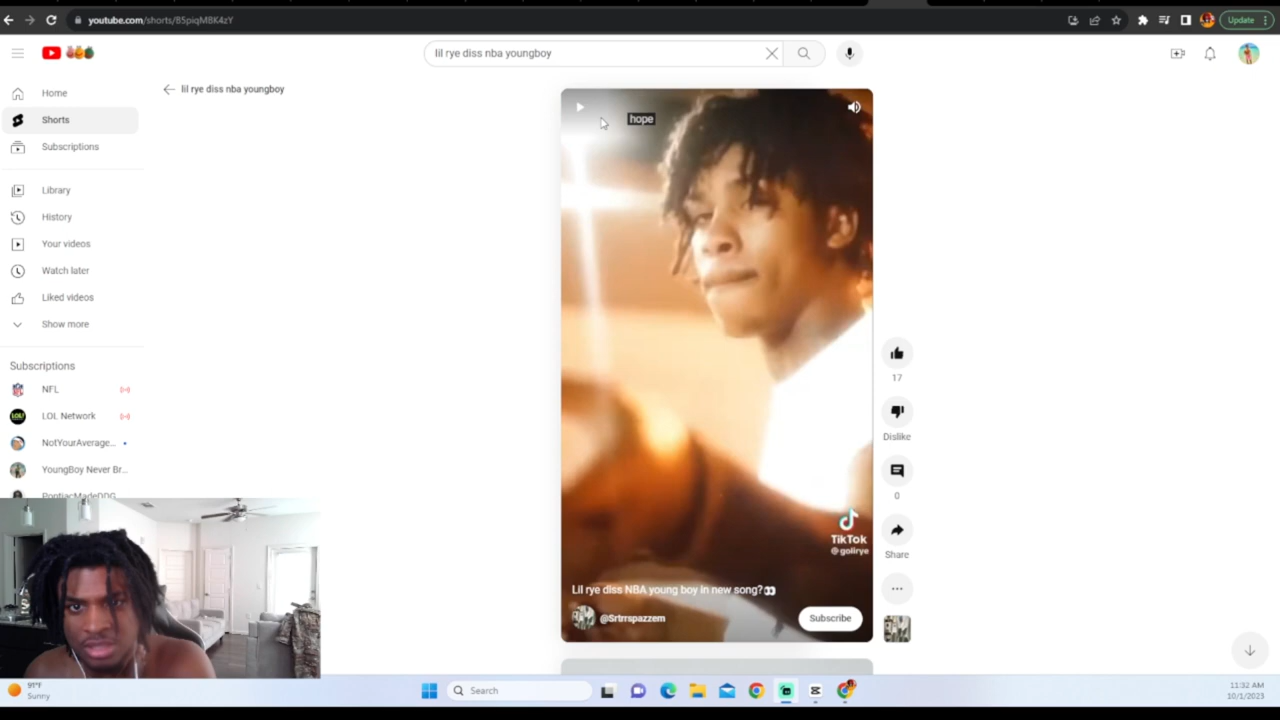 youtube.com/shorts/B5piqMBK4zY
Update
lil rye diss nba youngboy
lil rye diss nba youngboy
Home
Shorts
Subscriptions
Library
History
Your videos
Watch later
Liked videos
Show more
Subscriptions
NFL
LOL Network
NotYourAverage...
YoungBoy Never Br...
PontiacMadeDDG
hope
17
Dislike
0
Share
TikTok
@golilrye
Lil rye diss NBA young boy in new song?👀
@Srtrrspazzem
Subscribe
91°F
Sunny
Search
11:32 AM
10/1/2023